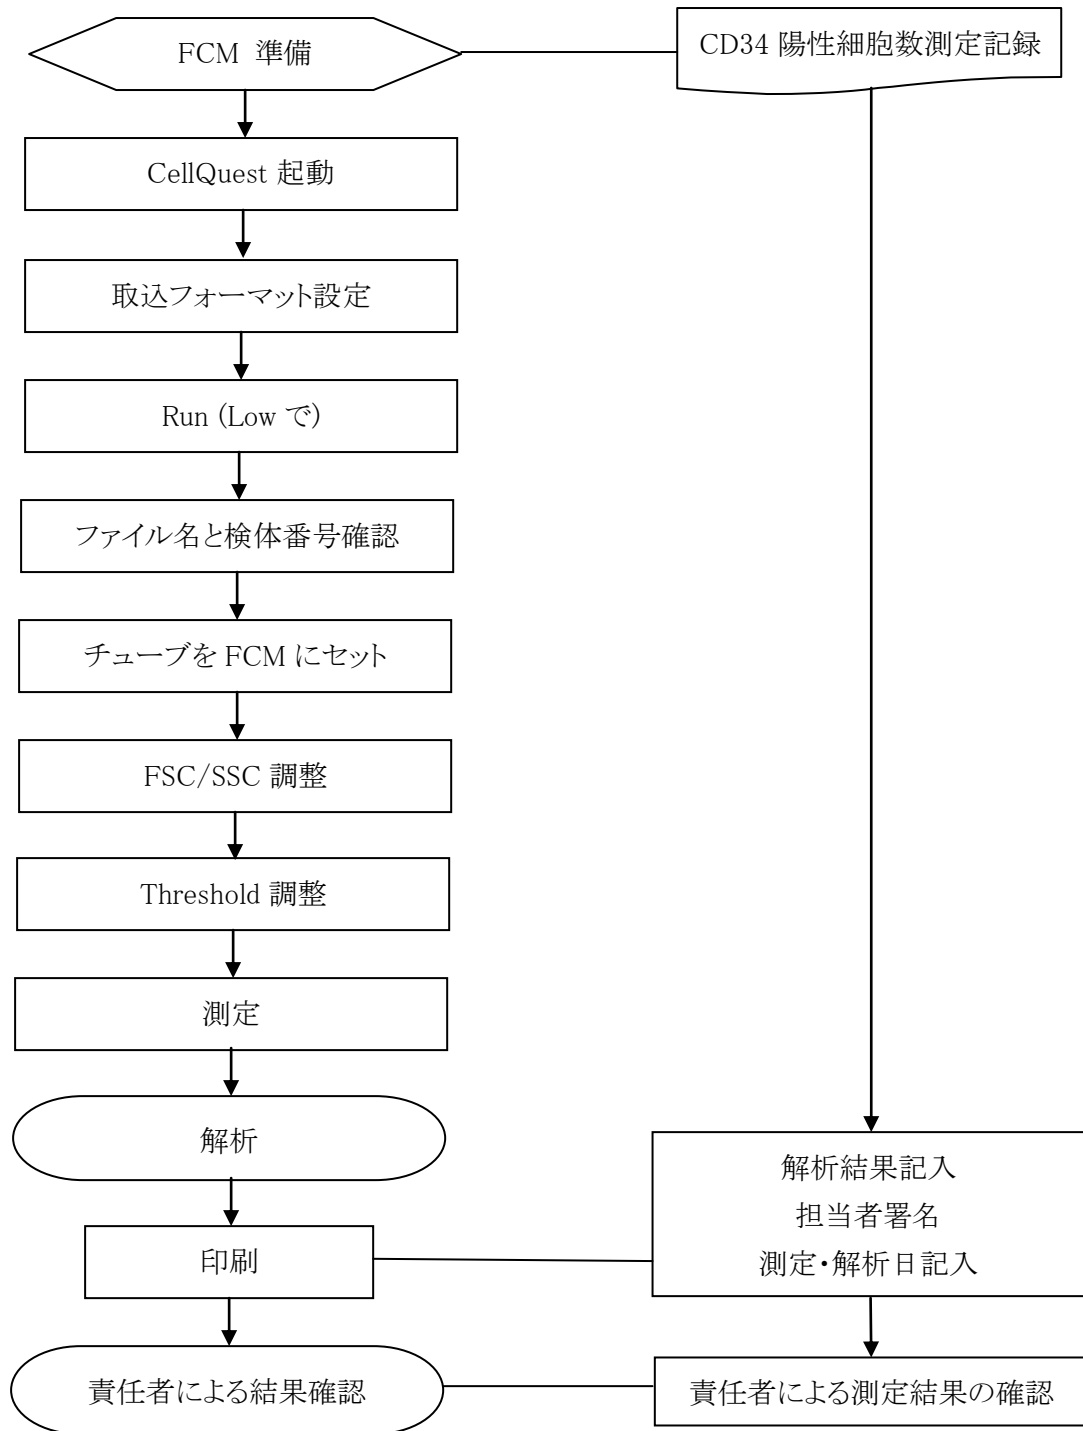 FCM 準備
CD34 陽性細胞数測定記録
CellQuest 起動
取込フォーマット設定
Run (Low で)
ファイル名と検体番号確認
チューブを FCM にセット
FSC/SSC 調整
Threshold 調整
測定
解析
印刷
解析結果記入
担当者署名
測定・解析日記入
責任者による結果確認
責任者による測定結果の確認